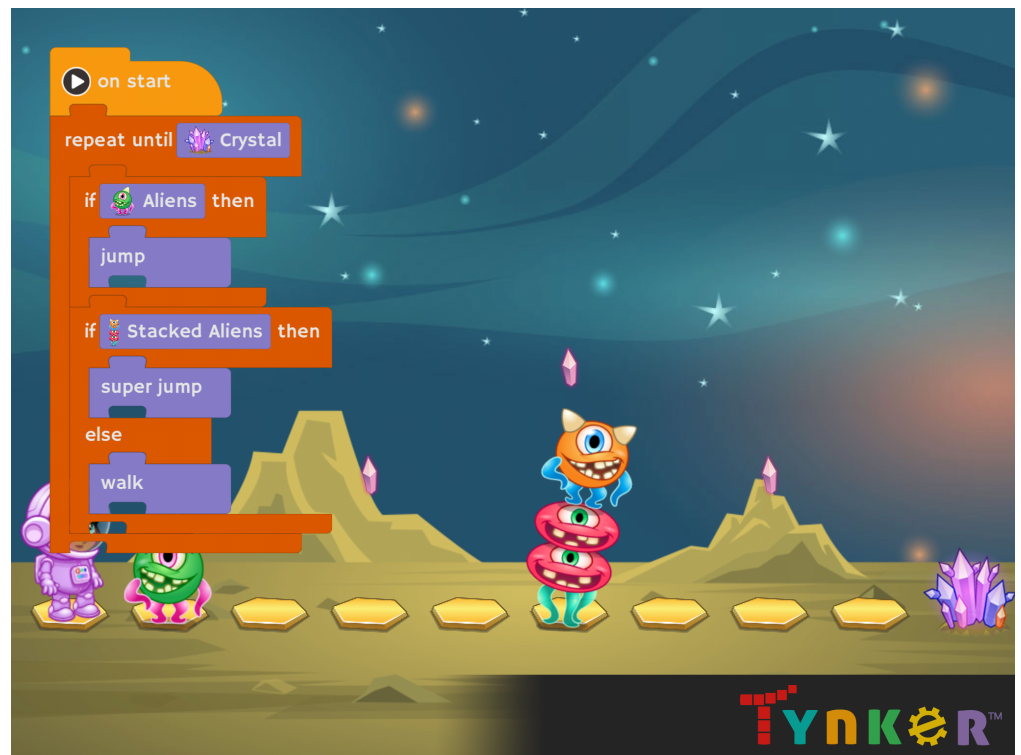 on start
repeat until Crystal
if Aliens then
jump
if Stacked Aliens then
super jump
else
walk
TYNKER™